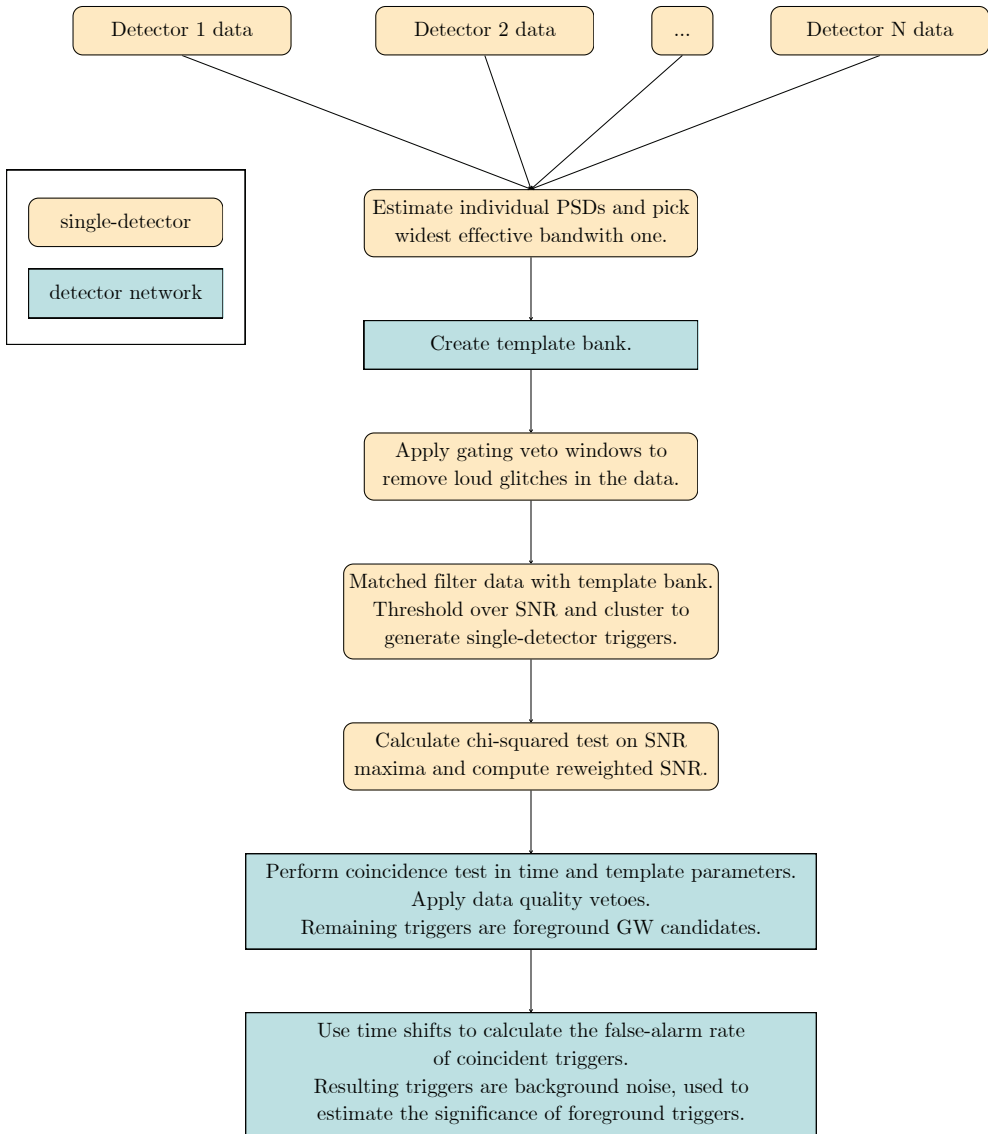 Detector 1 data
Detector 2 data
...
Detector N data
single-detector
detector network
Estimate individual PSDs and pick
widest effective bandwith one.
Create template bank.
Apply gating veto windows to
remove loud glitches in the data.
Matched filter data with template bank.
Threshold over SNR and cluster to
generate single-detector triggers.
Calculate chi-squared test on SNR
maxima and compute reweighted SNR.
Perform coincidence test in time and template parameters.
Apply data quality vetoes.
Remaining triggers are foreground GW candidates.
Use time shifts to calculate the false-alarm rate
of coincident triggers.
Resulting triggers are background noise, used to
estimate the significance of foreground triggers.